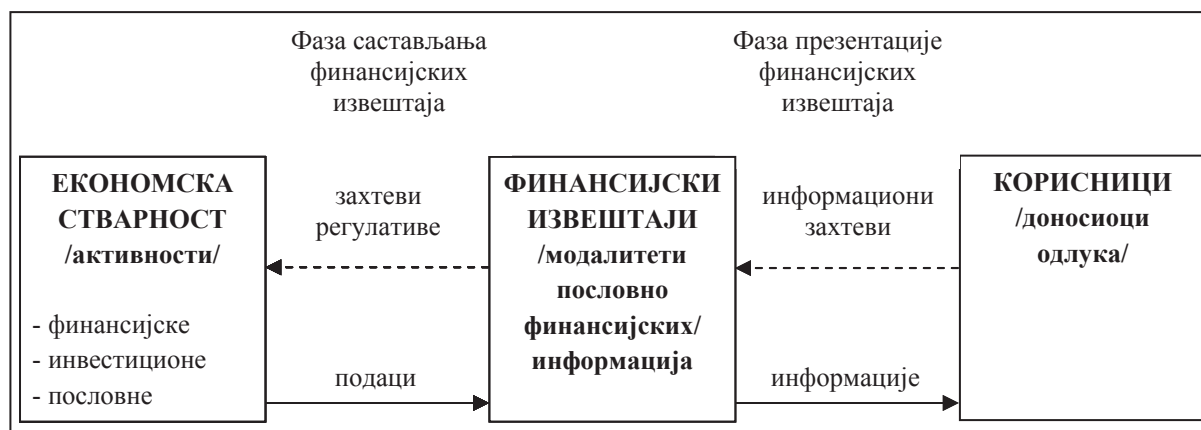 Фаза састављања
финансијских
извештаја
Фаза презентације
финансијских
извештаја
ЕКОНОМСКА
СТВАРНОСТ
/активности/
- финансијске
- инвестиционе
- пословне
захтеви
регулативе
подаци
ФИНАНСИЈСКИ
ИЗВЕШТАЈИ
/модалитети
пословно
финансијских/
информација
информациони
захтеви
информације
КОРИСНИЦИ
/доносиоци
одлука/